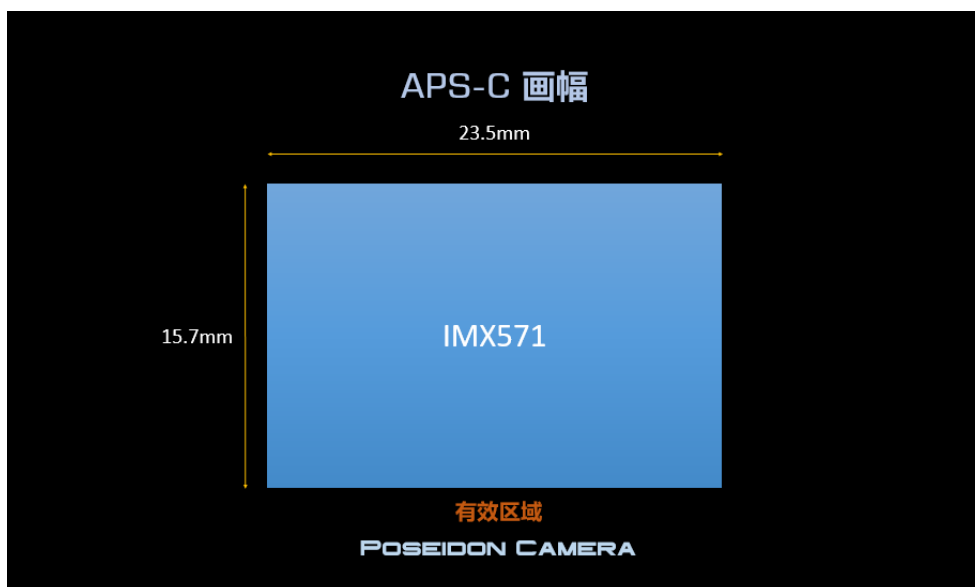 APS-C 画幅
23.5mm
15.7mm
IMX571
有效区域
POSEIDON CAMERA